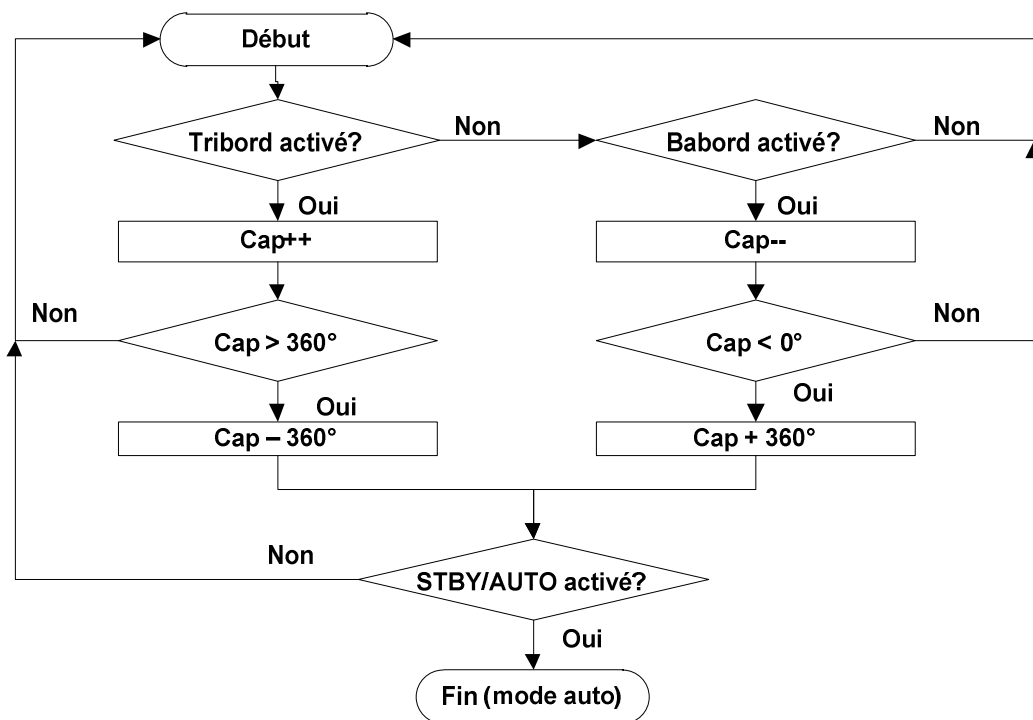 Début
Tribord activé?
Non
Babord activé?
Non
Oui
Oui
Cap++
Cap--
Non
Cap > 360°
Cap < 0°
Non
Oui
Oui
Cap – 360°
Cap + 360°
Non
STBY/AUTO activé?
Oui
Fin (mode auto)